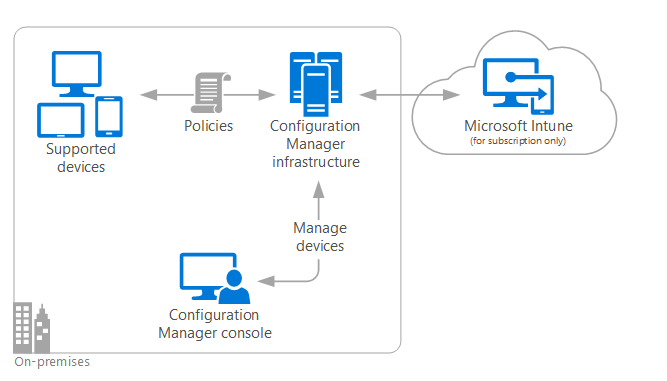 Supported
devices
Policies
Configuration
Manager
infrastructure
Microsoft Intune
(for subscription only)
Manage
devices
Configuration
Manager console
On-premises